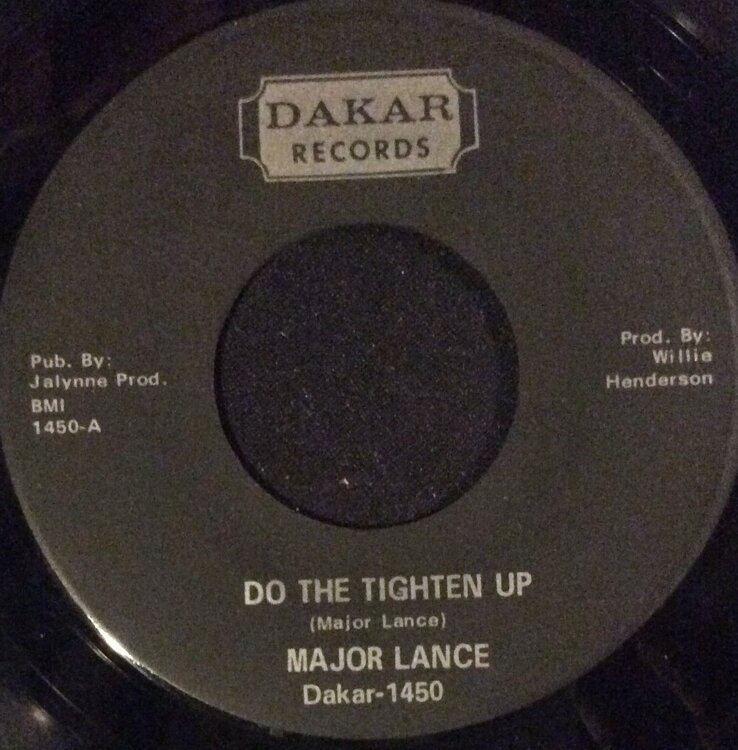 DAKAR
RECORDS
Pub. By:
Jalynne Prod.
BMI
1450-A
Prod. By:
Willie
Henderson
DO THE TIGHTEN UP
(Major Lance)
MAJOR LANCE
Dakar-1450